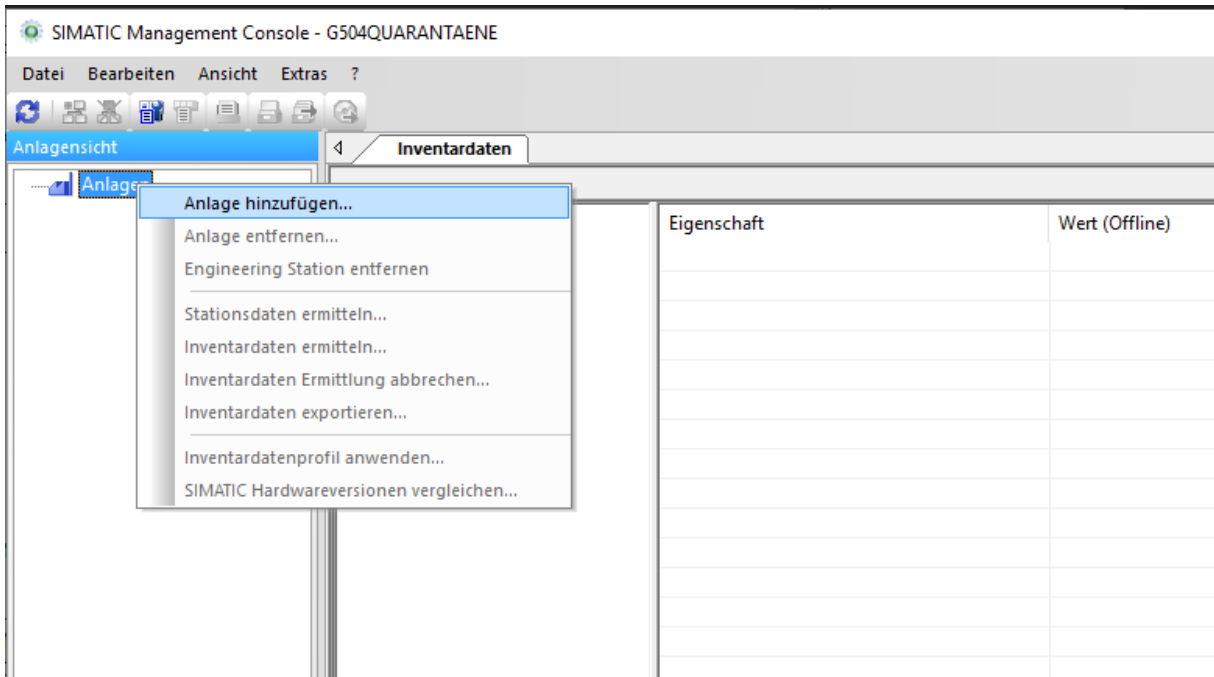 SIMATIC Management Console - G504QUARANTAENE
Datei Bearbeiten Ansicht Extras ?
Anlagensicht
Inventardaten
Anlagen
Anlage hinzufügen...
Anlage entfernen...
Engineering Station entfernen
Stationsdaten ermitteln...
Inventardaten ermitteln...
Inventardaten Ermittlung abbrechen...
Inventardaten exportieren...
Inventardatenprofil anwenden...
SIMATIC Hardwareversionen vergleichen...
Eigenschaft Wert (Offline)